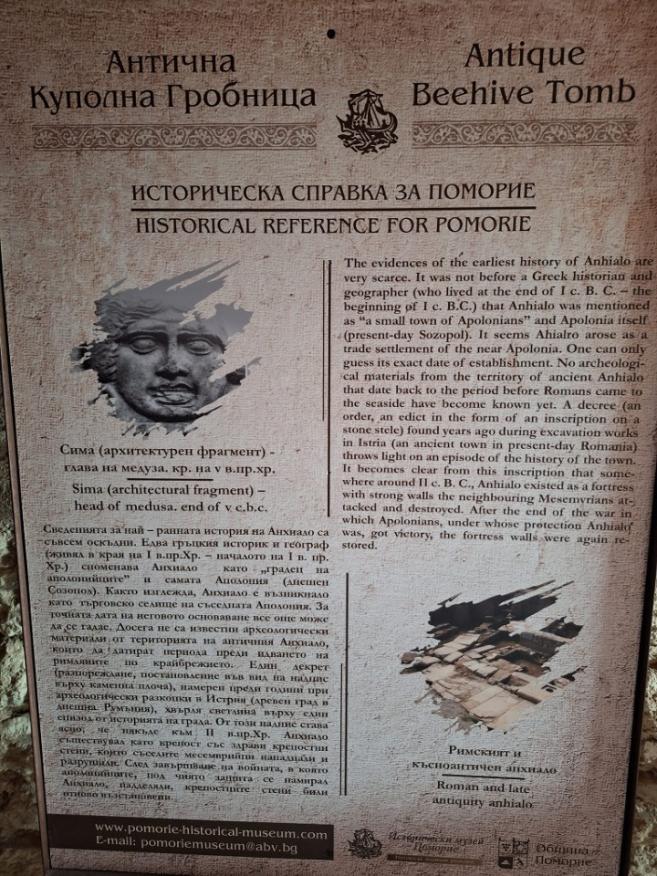 Антична
Куполна Гробница
Antique
Beehive Tomb
ИСТОРИЧЕСКА СПРАВКА ЗА ПОМОРИЕ
HISTORICAL REFERENCE FOR POMORIE
Сима (архитектурен фрагмент) -
глава на медуза. кр. на v в.пр.хр.
Sima (architectural fragment) –
head of medusa. end of v c.b.c.
Сведенията за най – ранната история на Анхиало са
съвсем оскъдни. Едва гръцкия историк и географ
(живял в края на I в.пр.Хр. – началото на I в. пр.
Хр.) споменава Анхиало като „градец на
аполонийците" и самата Аполония (днешен
Созопол). Както изглежда, Анхиало е възникнало
като търговско селище на съседната Аполония. За
точната дата на неговото основаване все още може
да се гадае. Досега не са известни археологически
материали от територията на античния Анхиало,
които да датират периода преди идването на
римляните по крайбрежието. Един декрет
(разпореждане, постановление във вид на надпис
върху каменна плоча), намерен преди години при
археологически разкопки в Истрия (древен град в
днешна Румъния), хвърля светлина върху един
епизод от историята на града. От този надпис става
ясно, че някъде към II в.пр.Хр. Анхиало
съществувал като крепост със здрави крепостни
стени, които съседите месемврийци нападнали и
разрушили. След завършване на войната, в която
аполонийците, под чиято защита се намирал
Анхиало, надделяли, крепостните стени били
отново възстановени.
The evidences of the earliest history of Anhialo are
very scarce. It was not before a Greek historian and
geographer (who lived at the end of I c. B. C. – the
beginning of I c. B.C.) that Anhialo was mentioned
as “a small town of Apolonians” and Apolonia itself
(present-day Sozopol). It seems Ahialro arose as a
trade settlement of the near Apolonia. One can only
guess its exact date of establishment. No archeologi-
cal materials from the territory of ancient Anhialo
that date back to the period before Romans came to
the seaside have become known yet. A decree (an
order, an edict in the form of an inscription on a
stone stele) found years ago during excavation works
in Istria (an ancient town in present-day Romania)
throws light on an episode of the history of the town.
It becomes clear from this inscription that some-
where around II c. B. C., Anhialo existed as a fortress
with strong walls the neighbouring Mesemvrians at-
tacked and destroyed. After the end of the war in
which Apolonians, under whose protection Anhialo
was, got victory, the fortress walls were again re-
stored.
Римският и
късноантичен анхиало
Roman and late
antiquity anhialo
www.pomorie-historical-museum.com
E-mail: pomoriemuseum@abv.bg
Исторически музей
Поморие
Община
Поморие